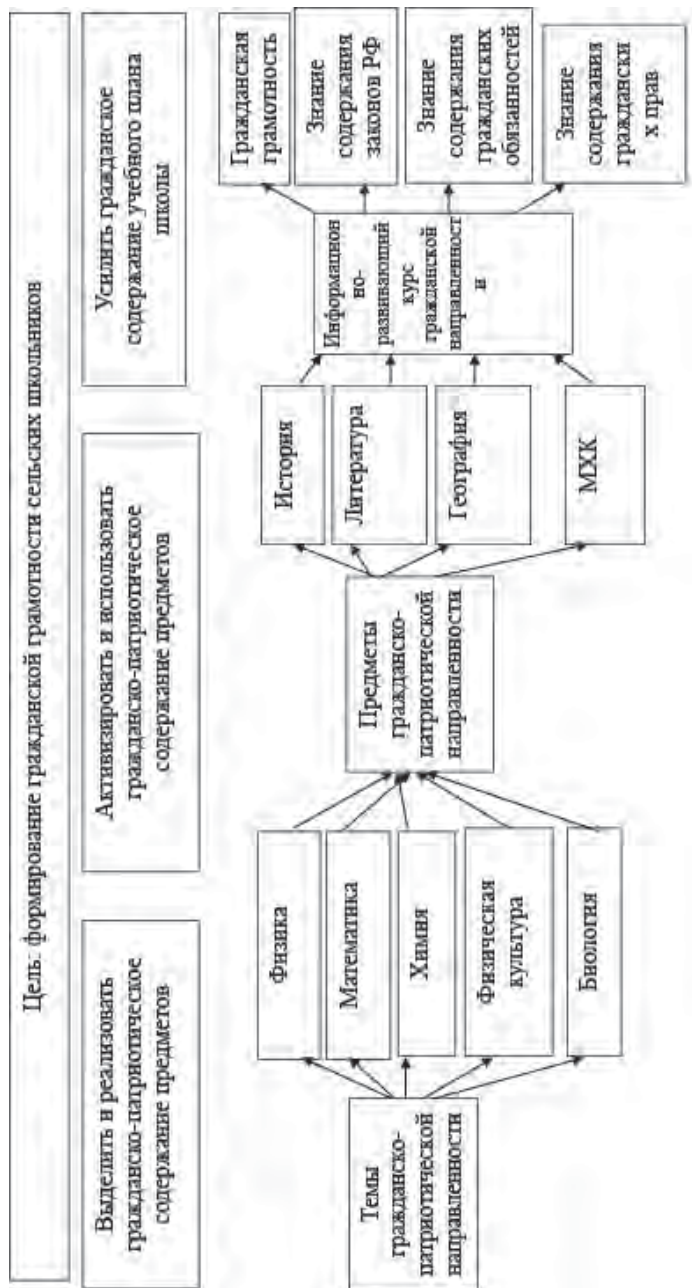 Цель: формирование гражданской грамотности сельских школьников
Выделить и реализовать
гражданско-патриотическое
содержание предметов
Активизировать и использовать
гражданско-патриотическое
содержание предметов
Усилить гражданское
содержание учебного плана
школы
Темы
гражданско-
патриотической
направленности
Физика
Математика
Химия
Физическая
культура
Биология
Предметы
гражданско-
патриотической
направленности
История
Литература
География
МХК
Информацион
но-
развивающий
курс
гражданской
направленност
и
Гражданская
грамотность
Знание
содержания
законов РФ
Знание
содержания
гражданских
обязанностей
Знание
содержания
граждански
х прав